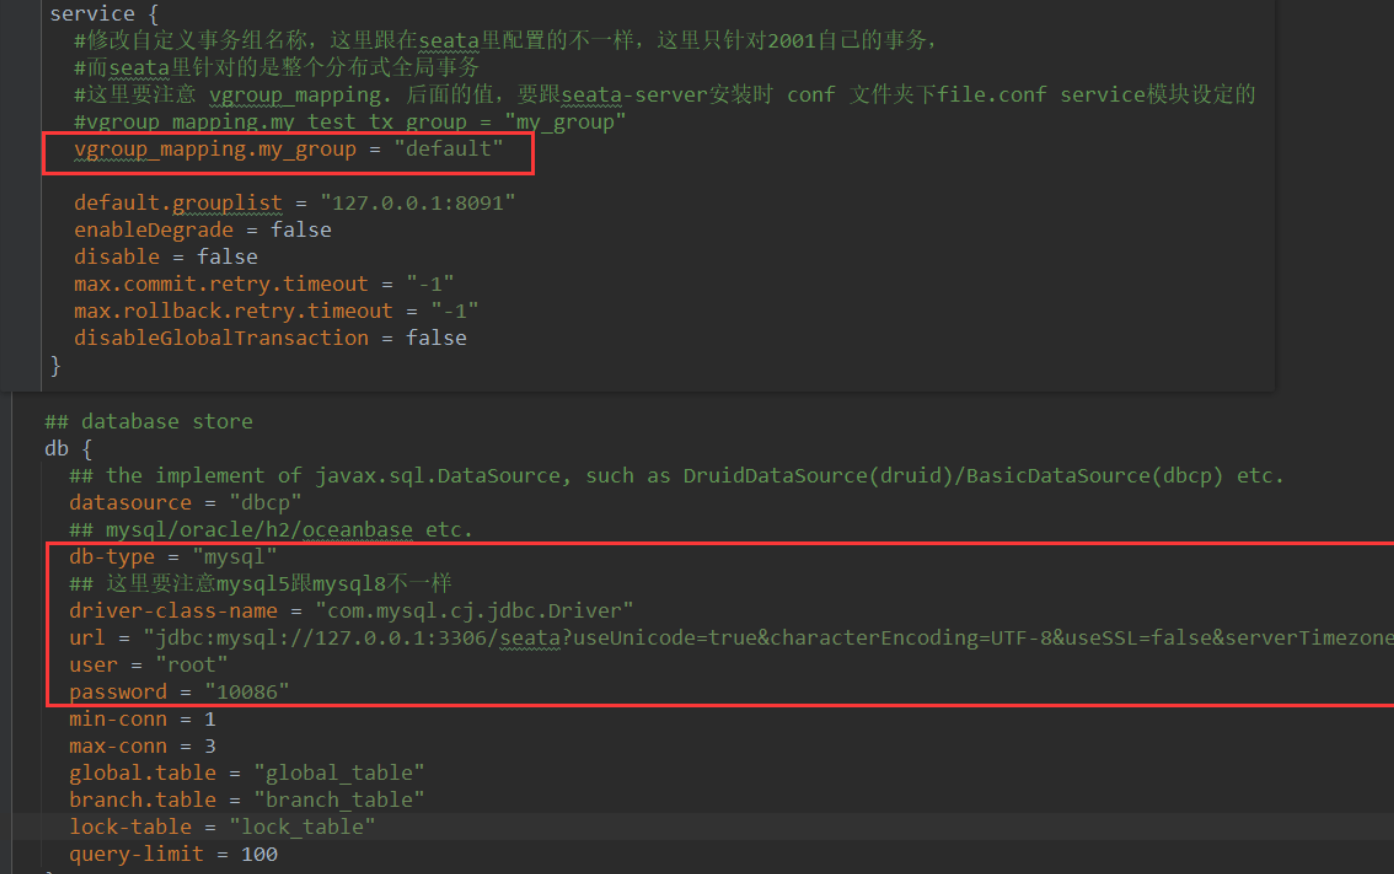 service {
#修改自定义事务组名称，这里跟在seata里配置的不一样，这里只针对2001自己的事务，
#而seata里针对的是整个分布式全局事务
#这里要注意 vgroup_mapping. 后面的值，要跟seata-server安装时 conf 文件夹下file.conf service模块设定的
#vgroup_mapping.my_test_tx_group = "my_group"
vgroup_mapping.my_group = "default"
default.grouplist = "127.0.0.1:8091"
enableDegrade = false
disable = false
max.commit.retry.timeout = "-1"
max.rollback.retry.timeout = "-1"
disableGlobalTransaction = false
}
## database store
db {
## the implement of javax.sql.DataSource, such as DruidDataSource(druid)/BasicDataSource(dbcp) etc.
datasource = "dbcp"
## mysql/oracle/h2/oceanbase etc.
db-type = "mysql"
## 这里要注意mysql5跟mysql8不一样
driver-class-name = "com.mysql.cj.jdbc.Driver"
url = "jdbc:mysql://127.0.0.1:3306/seata?useUnicode=true&characterEncoding=UTF-8&useSSL=false&serverTimezone
user = "root"
password = "10086"
min-conn = 1
max-conn = 3
global.table = "global_table"
branch.table = "branch_table"
lock-table = "lock_table"
query-limit = 100